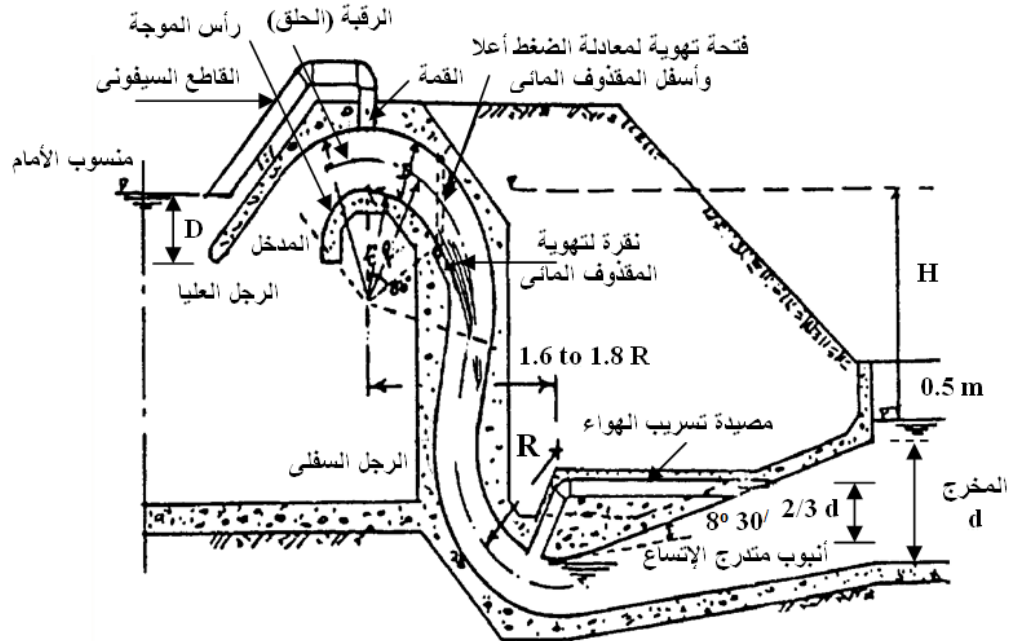 الرقبة (الحلق)
رأس الموجة
القاطع السيفونى
القمة
فتحة تهوية لمعادلة الضغط أعلا
وأسفل المقذوف المائى
منسوب الأمام
D
المدخل
الرجل العليا
نقرة لتهوية
المقذوف المائى
H
1.6 to 1.8 R
0.5 m
مصيدة تسريب الهواء
R
الرجل السفلى
المخرج
d
8º 30/
2/3 d
أنبوب متدرج الإتساع